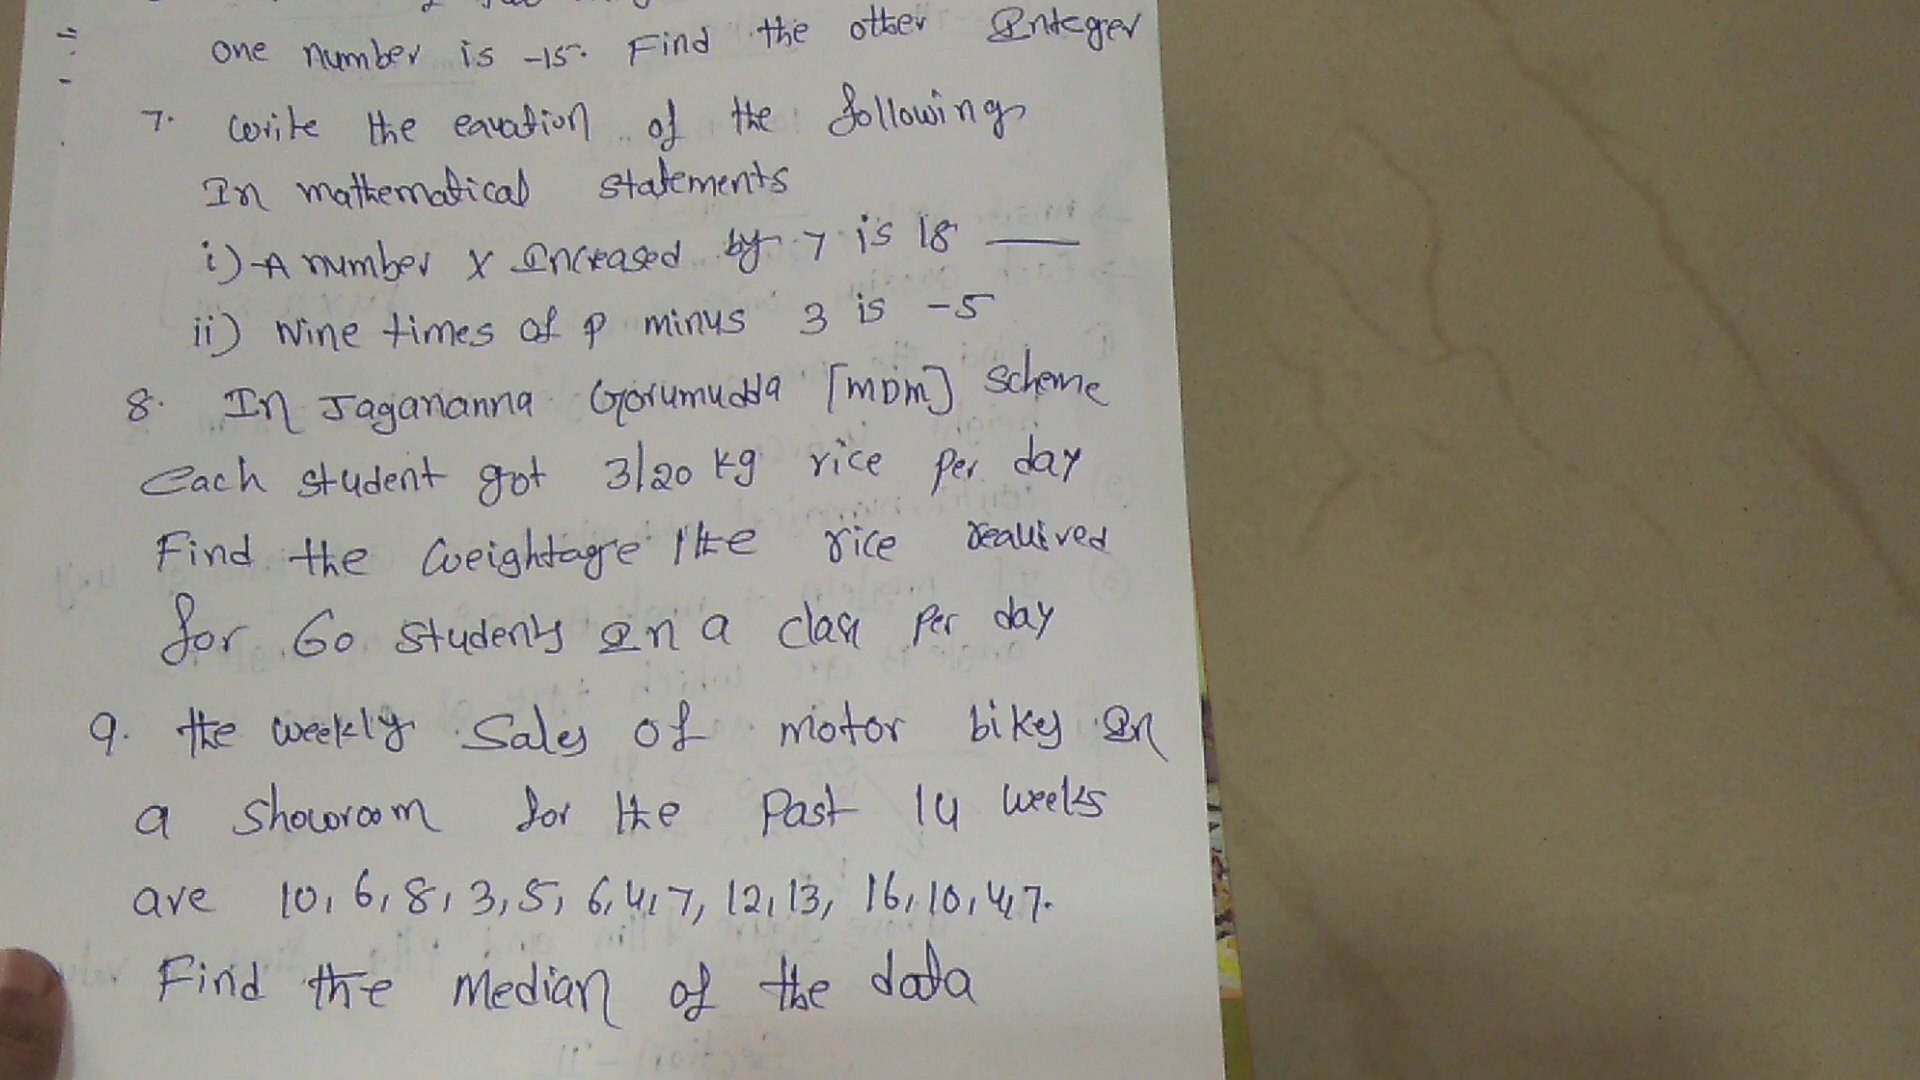 one number is -15. Find the other Integer
7. write the eauation of the followings
In mathematical statements
i) A number x Increased by 7 is 18 ___
ii) Nine times of p minus 3 is -5
8. In Jagananna Gorumudda [MDM] Scheme
Each student got 3/20 kg rice per day
Find the weightage the rice reauired
for 60 students in a class per day
9. the weekly Sales of motor bikes in
a showroom for the Past 14 weeks
are 10, 6, 8, 3, 5, 6, 4, 7, 12, 13, 16, 10, 4, 7.
Find the Median of the data